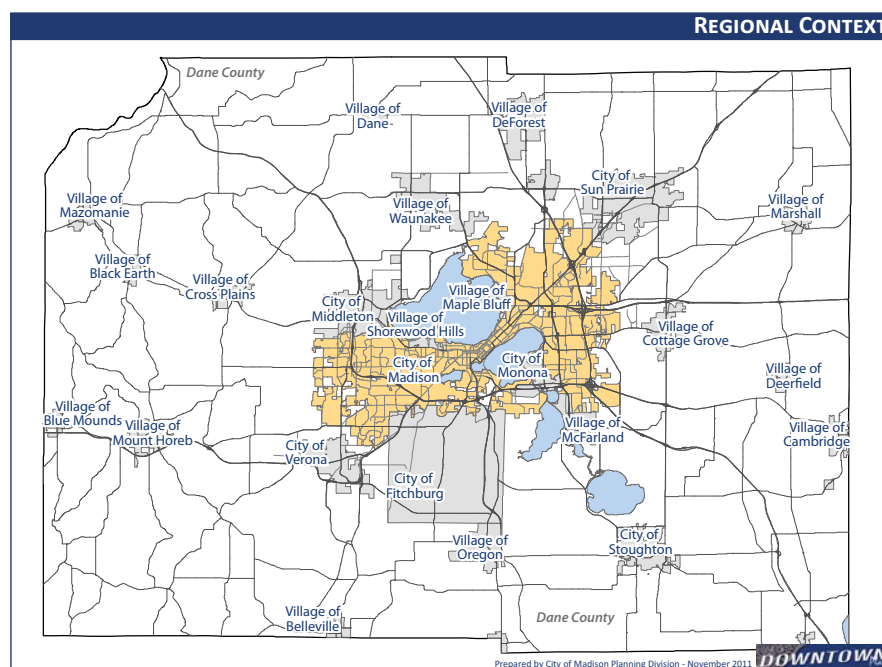 REGIONAL CONTEXT
Dane County
Village of
Dane
Village of
DeForest
City of
Sun Prairie
Village of
Mazomanie
Village of
Waunakee
Village of
Marshall
Village of
Black Earth
Village of
Cross Plains
Village of
Maple Bluff
City of
Middleton
Village of
Shorewood Hills
Village of
Cottage Grove
City of
Madison
City of
Monona
Village of
Deerfield
Village of
Blue Mounds
Village of
Mount Horeb
Village of
McFarland
Village of
Cambridge
City of
Verona
City of
Fitchburg
Village of
Oregon
City of
Stoughton
Village of
Belleville
Dane County
Prepared by City of Madison Planning Division - November 2011
DOWNTOWN